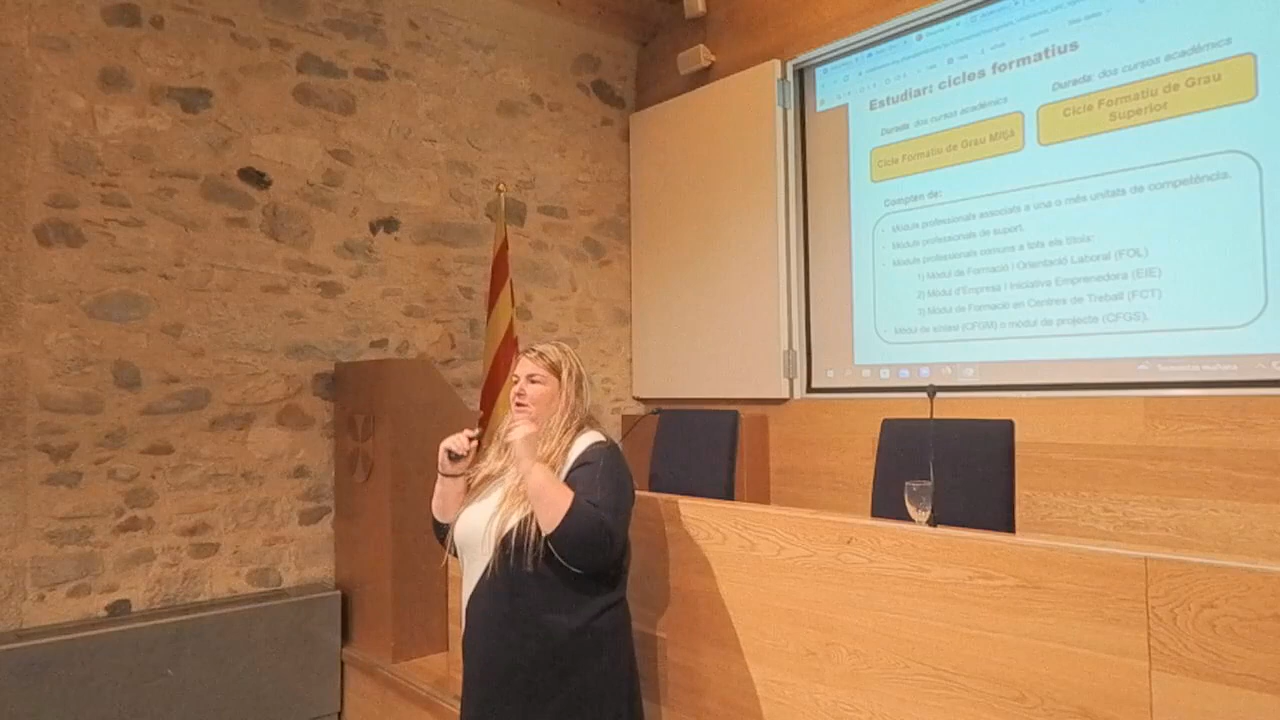 Estudiar: cicles formatius
Durada: dos cursos acadèmics
Cicle Formatiu de Grau Mitjà
Durada: dos cursos acadèmics
Cicle Formatiu de Grau
Superior
Consten de:
Mòduls professionals associats a una o més unitats de competència.
Mòduls professionals de suport.
Mòduls professionals comuns a tots els títols:
1) Mòdul de Formació i Orientació Laboral (FOL)
2) Mòdul d'Empresa i Iniciativa Emprenedora (EIE)
3) Mòdul de Formació en Centres de Treball (FCT)
Mòdul de síntesi (CFGM) o mòdul de projecte (CFGS).